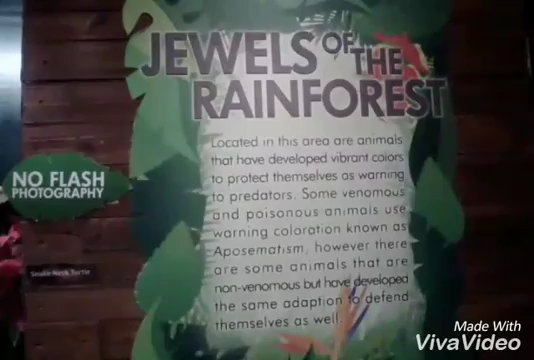 JEWELS OF THE
RAINFOREST
Located in this area are animals
that have developed vibrant colors
to protect themselves as warning
to predators. Some venomous
and poisonous animals use
warning coloration known as
Aposematism, however there
are some animals that are
non-venomous but have developed
the same adaption to defend
themselves as well.
NO FLASH
PHOTOGRAPHY
Snake Neck Turtle
Made With
VivaVideo